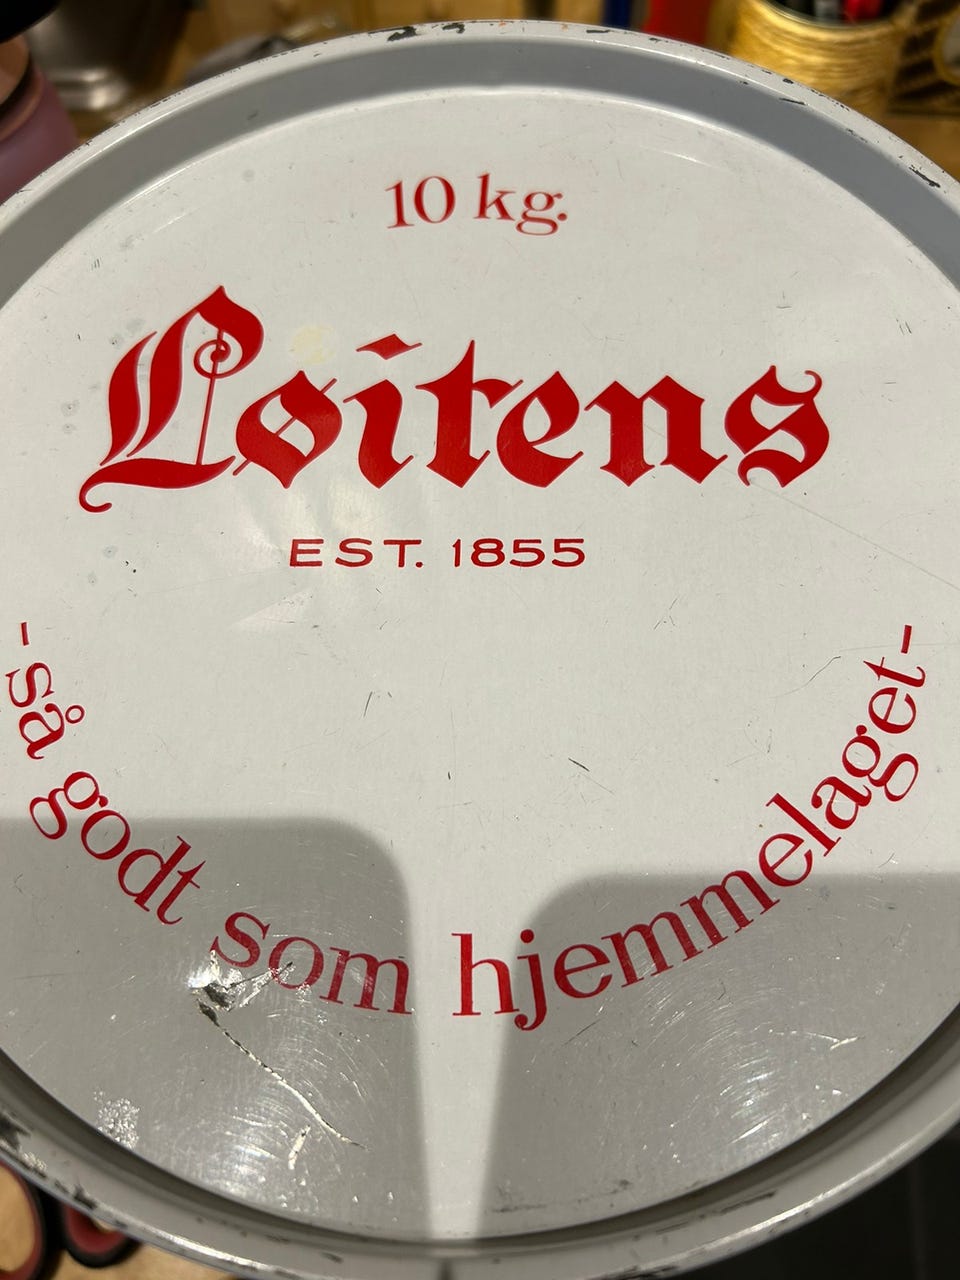 10 kg.
Løitens
EST. 1855
-så godt som hjemmelaget-